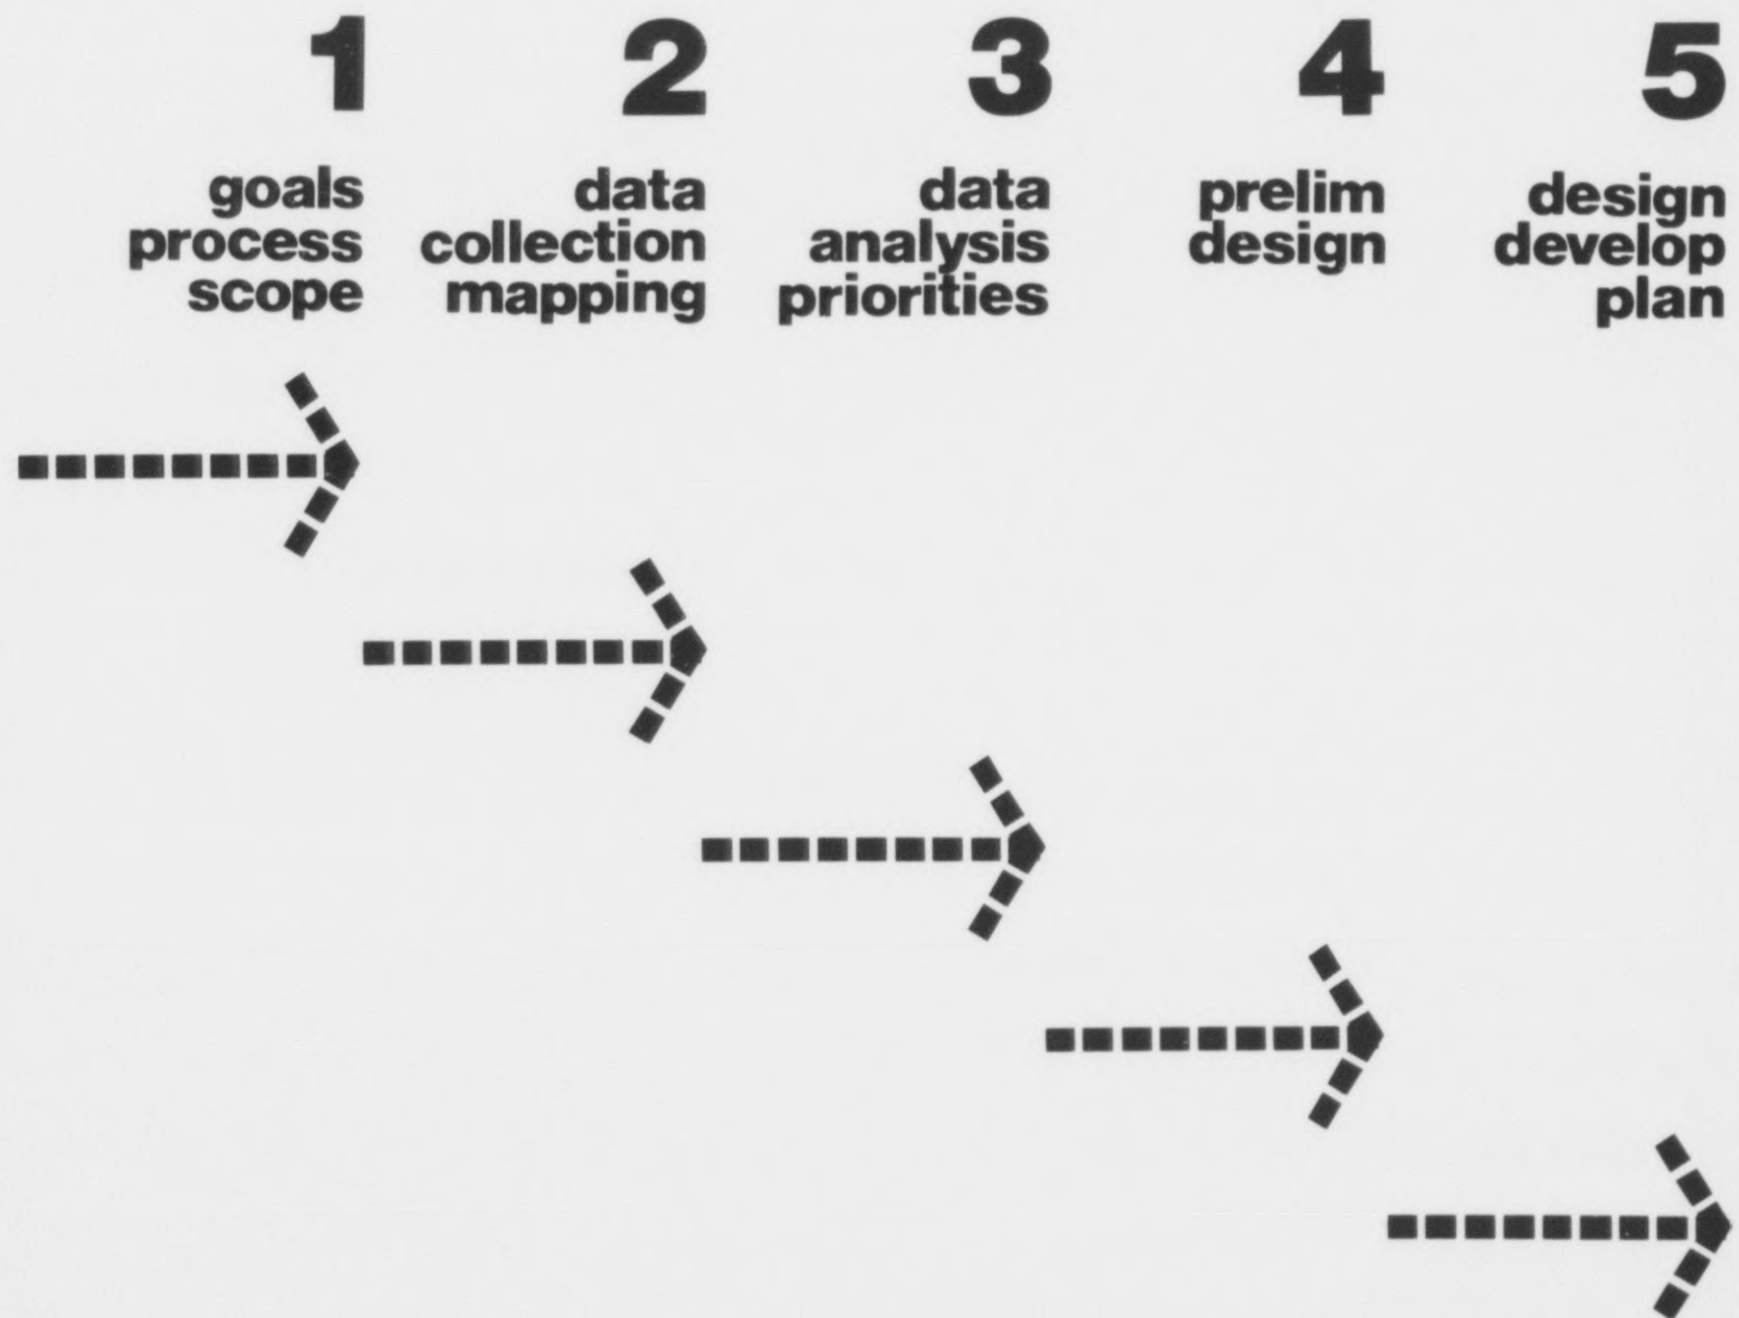 1
goals
process
scope
2
data
collection
mapping
3
data
analysis
priorities
4
prelim
design
5
design
develop
plan